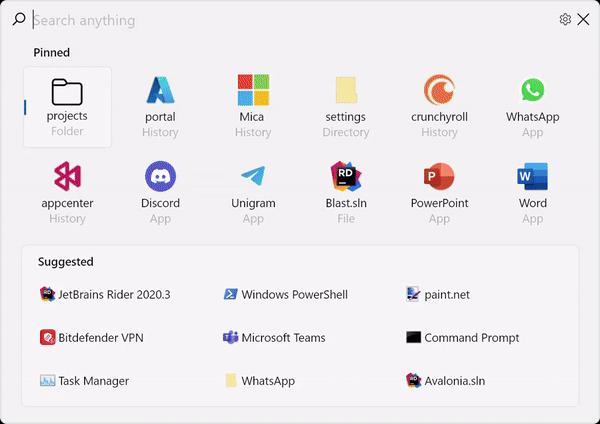 Search anything
Pinned
projects
Folder
portal
History
Mica
History
settings
Directory
crunchyroll
History
WhatsApp
App
appcenter
History
Discord
App
Unigram
App
RD
Blast.sln
File
P
PowerPoint
App
W
Word
App
Suggested
RD JetBrains Rider 2020.3
Windows PowerShell
paint.net
Bitdefender VPN
Microsoft Teams
Command Prompt
Task Manager
WhatsApp
RD Avalonia.sln